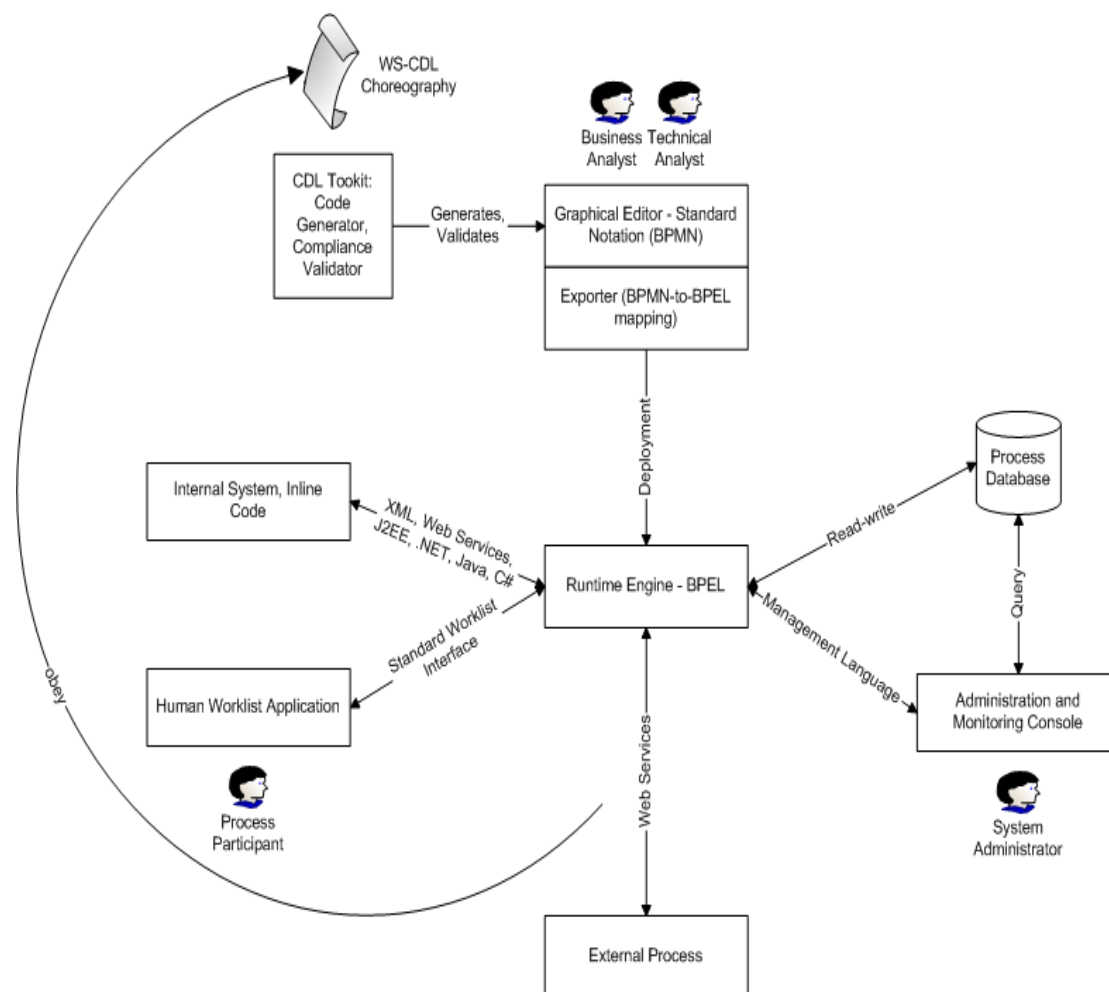 WS-CDL
Choreography
Business
Analyst
Technical
Analyst
CDL Tookit:
Code
Generator,
Compliance
Validator
Generates,
Validates
Graphical Editor - Standard
Notation (BPMN)
Exporter (BPMN-to-BPEL
mapping)
Deployment
Process
Database
Internal System, Inline
Code
XML, Web Services,
J2EE, .NET, Java, C#
Read-write
Runtime Engine - BPEL
Query
Standard Worklist
Interface
Management Language
obey
Human Worklist Application
Administration and
Monitoring Console
Web Services
Process
Participant
System
Administrator
External Process